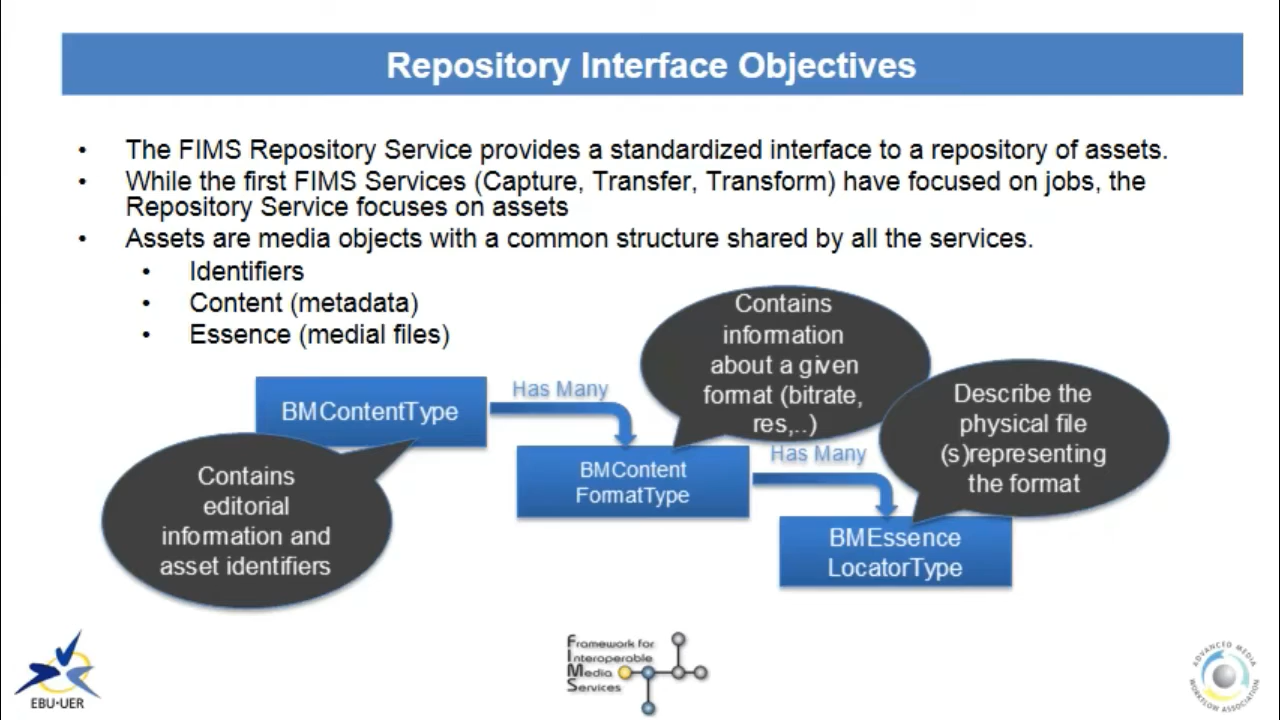 Repository Interface Objectives
• The FIMS Repository Service provides a standardized interface to a repository of assets.
• While the first FIMS Services (Capture, Transfer, Transform) have focused on jobs, the
Repository Service focuses on assets
• Assets are media objects with a common structure shared by all the services.
• Identifiers
• Content (metadata)
• Essence (medial files)
Contains
information
about a given
format (bitrate,
res,..)
Has Many
BMContentType
Describe the
physical file
(s)representing
the format
Has Many
BMContent
FormatType
Contains
editorial
information and
asset identifiers
BMEssence
LocatorType
EBU•UER
Framework for
Interoperable
Media
Services
ADVANCED MEDIA
WORKFLOW ASSOCIATION